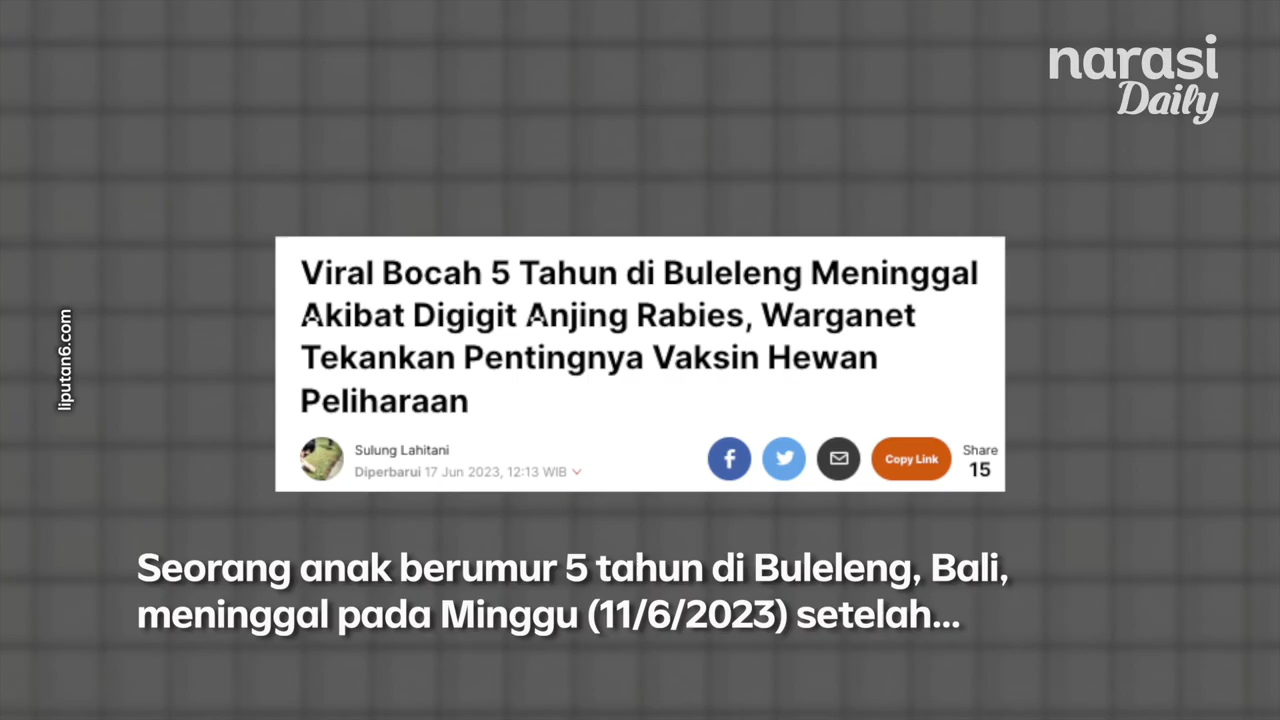 narasi
Daily
liputan6.com
Viral Bocah 5 Tahun di Buleleng Meninggal
Akibat Digigit Anjing Rabies, Warganet
Tekankan Pentingnya Vaksin Hewan
Peliharaan
Sulung Lahitani
Diperbarui 17 Jun 2023, 12:13 WIB
Copy Link
Share
15
Seorang anak berumur 5 tahun di Buleleng, Bali,
meninggal pada Minggu (11/6/2023) setelah...